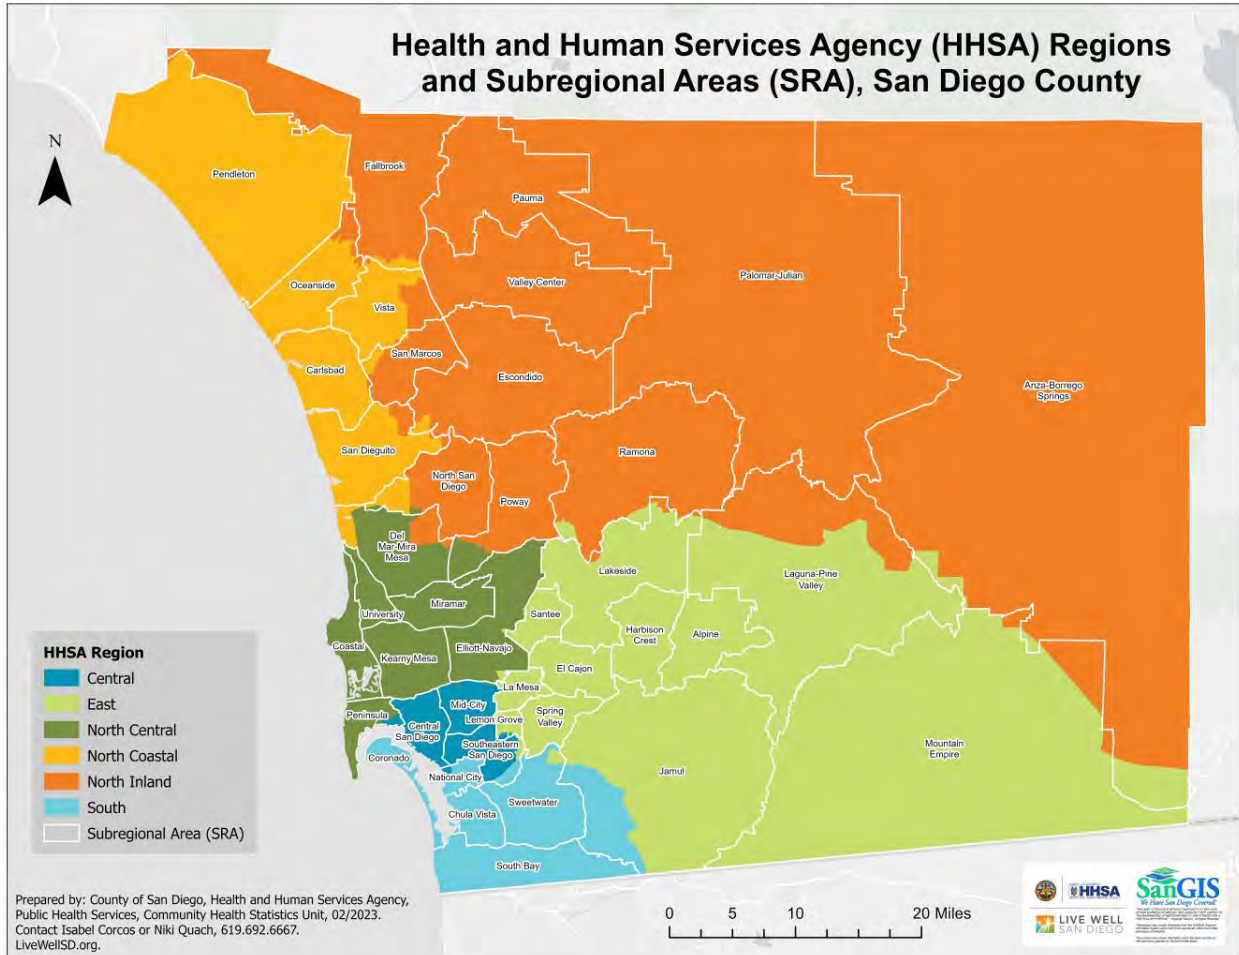 Health and Human Services Agency (HHSA) Regions
and Subregional Areas (SRA), San Diego County
N
Pendleton
Fallbrook
Pauma
Oceanside
Vista
Valley Center
Palomar-Julian
San Marcos
Carlsbad
Escondido
Anza-Borrego
Springs
San Dieguito
North San
Diego
Poway
Ramona
Del
Mar-Mira
Mesa
Lakeside
Laguna-Pine
Valley
University
Miramar
Santee
Harbison
Crest
Alpine
Coastal
Kearny Mesa
Elliott-Navajo
El Cajon
La Mesa
Peninsula
Mid-City
Central
San Diego
Lemon Grove
Spring
Valley
Southeastern
San Diego
Coronado
National City
Jamul
Mountain
Empire
Sweetwater
Chula Vista
South Bay
HHSA Region
Central
East
North Central
North Coastal
North Inland
South
Subregional Area (SRA)
Prepared by: County of San Diego, Health and Human Services Agency,
Public Health Services, Community Health Statistics Unit, 02/2023.
Contact Isabel Corcos or Niki Quach, 619.692.6667.
LiveWellSD.org.
0 5 10 20 Miles
HHSA
LIVE WELL
SAN DIEGO
SanGIS
We Have San Diego Covered!